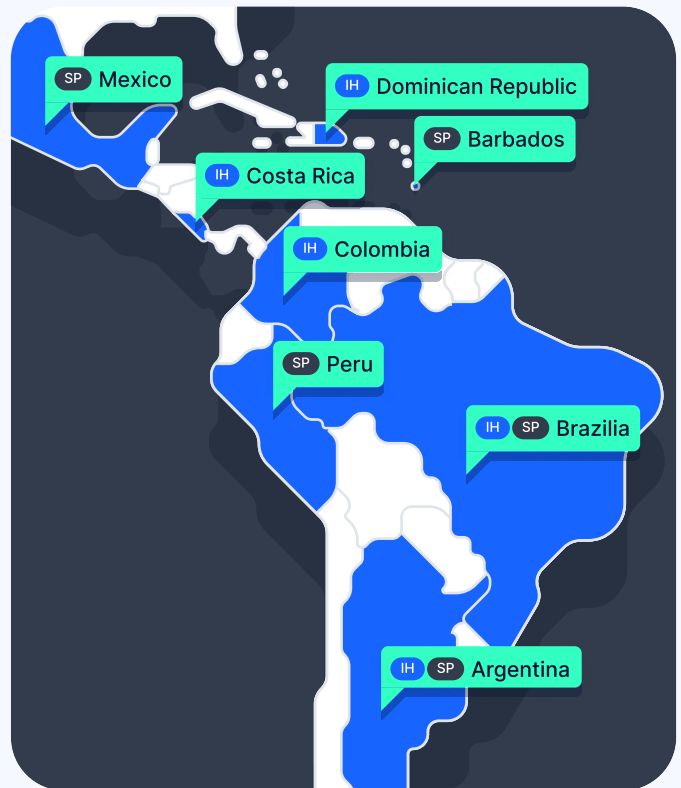 SP Mexico
IH Dominican Republic
SP Barbados
IH Costa Rica
IH Colombia
SP Peru
IH SP Brazilia
IH SP Argentina